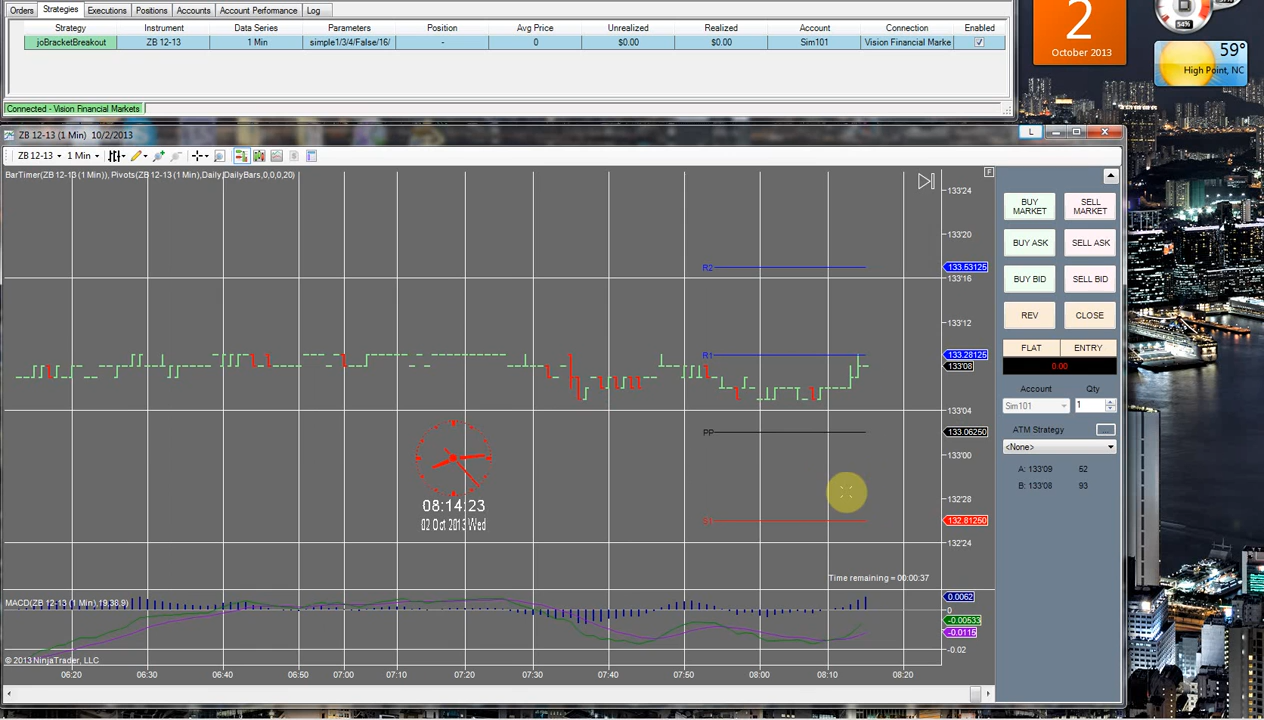 Orders Strategies Executions Positions Accounts Account Performance Log
Strategy Instrument Data Series Parameters Position Avg Price Unrealized Realized Account Connection Enabled
joBracketBreakout ZB 12-13 1 Min simple1/3/4/False/16/ - 0 $0.00 $0.00 Sim101 Vision Financial Marke
Connected - Vision Financial Markets
2
October 2013
54%
59°
High Point, NC
ZB 12-13 (1 Min) 10/2/2013
L
ZB 12-13 1 Min
BarTimer(ZB 12-13 (1 Min)), Pivots(ZB 12-13 (1 Min),Daily,DailyBars,0,0,0,20)
F
133'24
133'20
R2 133.53125
133'16
133'12
R1 133.28125
133'08
133'04
PP 133.06250
133'00
132'28
S1 132.81250
132'24
08:14:23
02 Oct 2013 Wed
Time remaining = 00:00:37
MACD(ZB 12-13 (1 Min),19,38,9)
0.0062
0
-0.00533
-0.0115
-0.02
© 2013 NinjaTrader, LLC
06:20 06:30 06:40 06:50 07:00 07:10 07:20 07:30 07:40 07:50 08:00 08:10 08:20
BUY MARKET SELL MARKET
BUY ASK SELL ASK
BUY BID SELL BID
REV CLOSE
FLAT ENTRY
0.00
Account Qty
Sim101 1
ATM Strategy ...
<None>
A: 133'09 52
B: 133'08 93